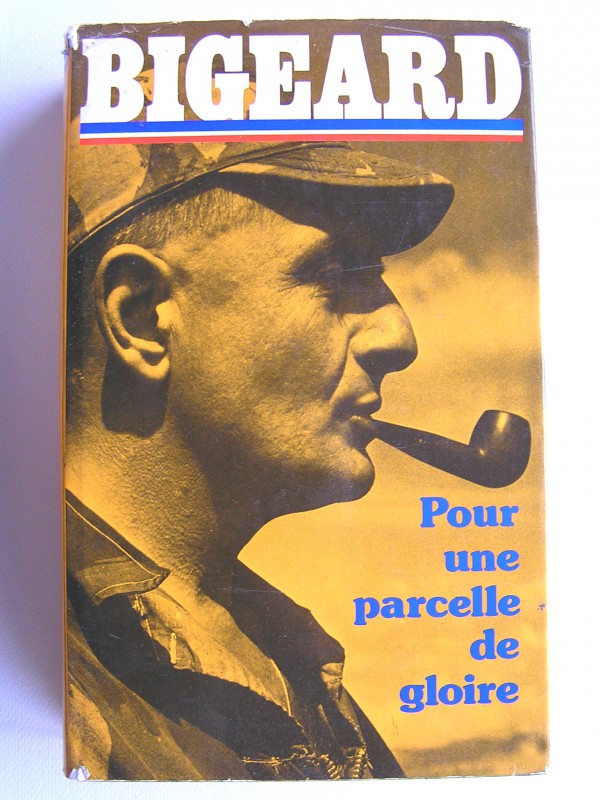 BIGEARD
Pour
une
parcelle
de
gloire